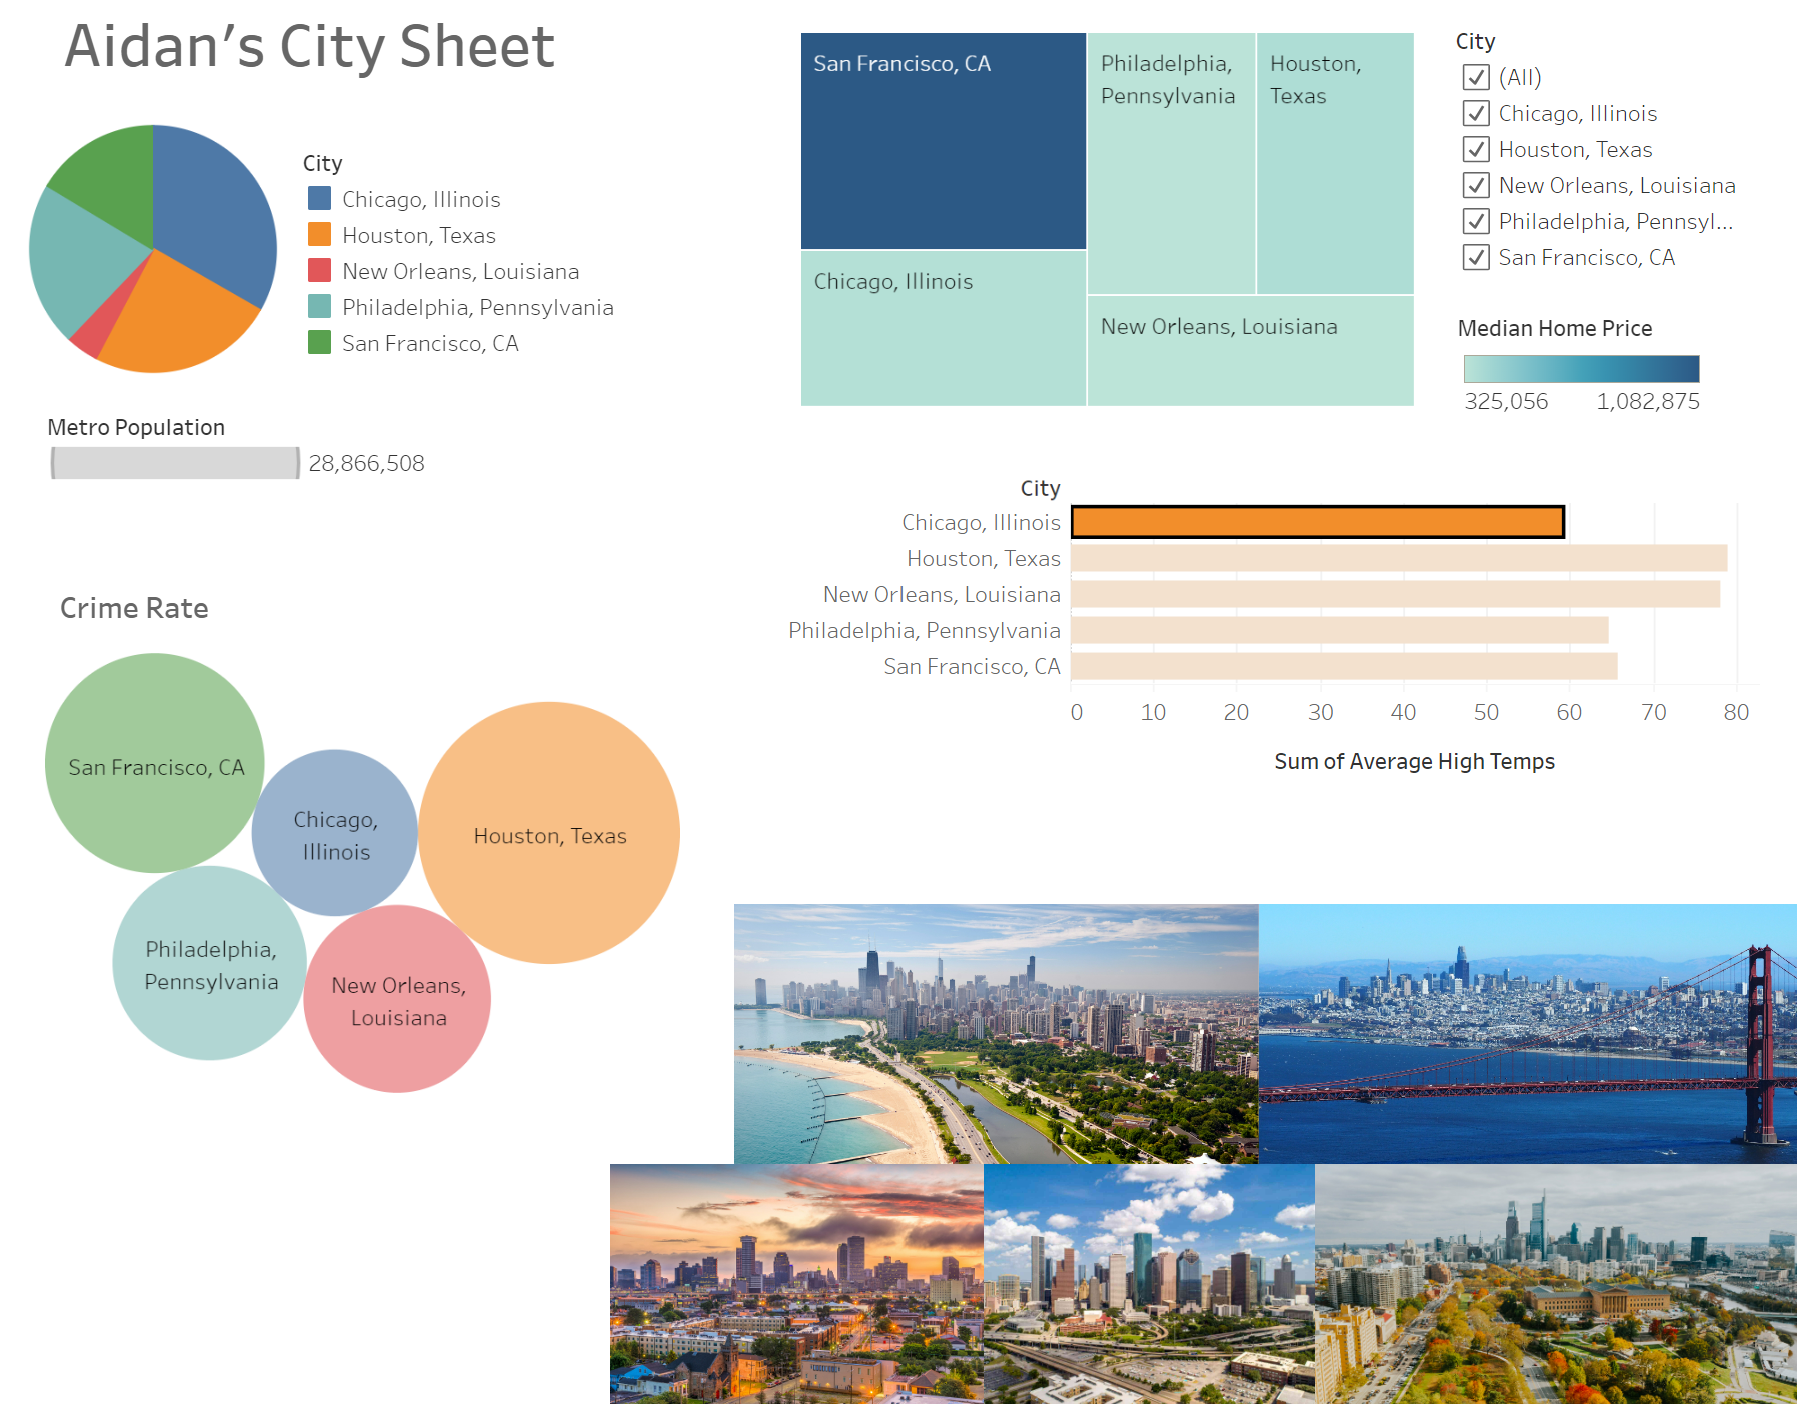 Aidan's City Sheet
City
Chicago, Illinois
Houston, Texas
New Orleans, Louisiana
Philadelphia, Pennsylvania
San Francisco, CA
Metro Population
28,866,508
San Francisco, CA
Philadelphia,
Pennsylvania
Houston,
Texas
Chicago, Illinois
New Orleans, Louisiana
City
(All)
Chicago, Illinois
Houston, Texas
New Orleans, Louisiana
Philadelphia, Pennsyl...
San Francisco, CA
Median Home Price
325,056 1,082,875
City
Chicago, Illinois
Houston, Texas
New Orleans, Louisiana
Philadelphia, Pennsylvania
San Francisco, CA
0 10 20 30 40 50 60 70 80
Sum of Average High Temps
Crime Rate
San Francisco, CA
Chicago,
Illinois
Houston, Texas
Philadelphia,
Pennsylvania
New Orleans,
Louisiana